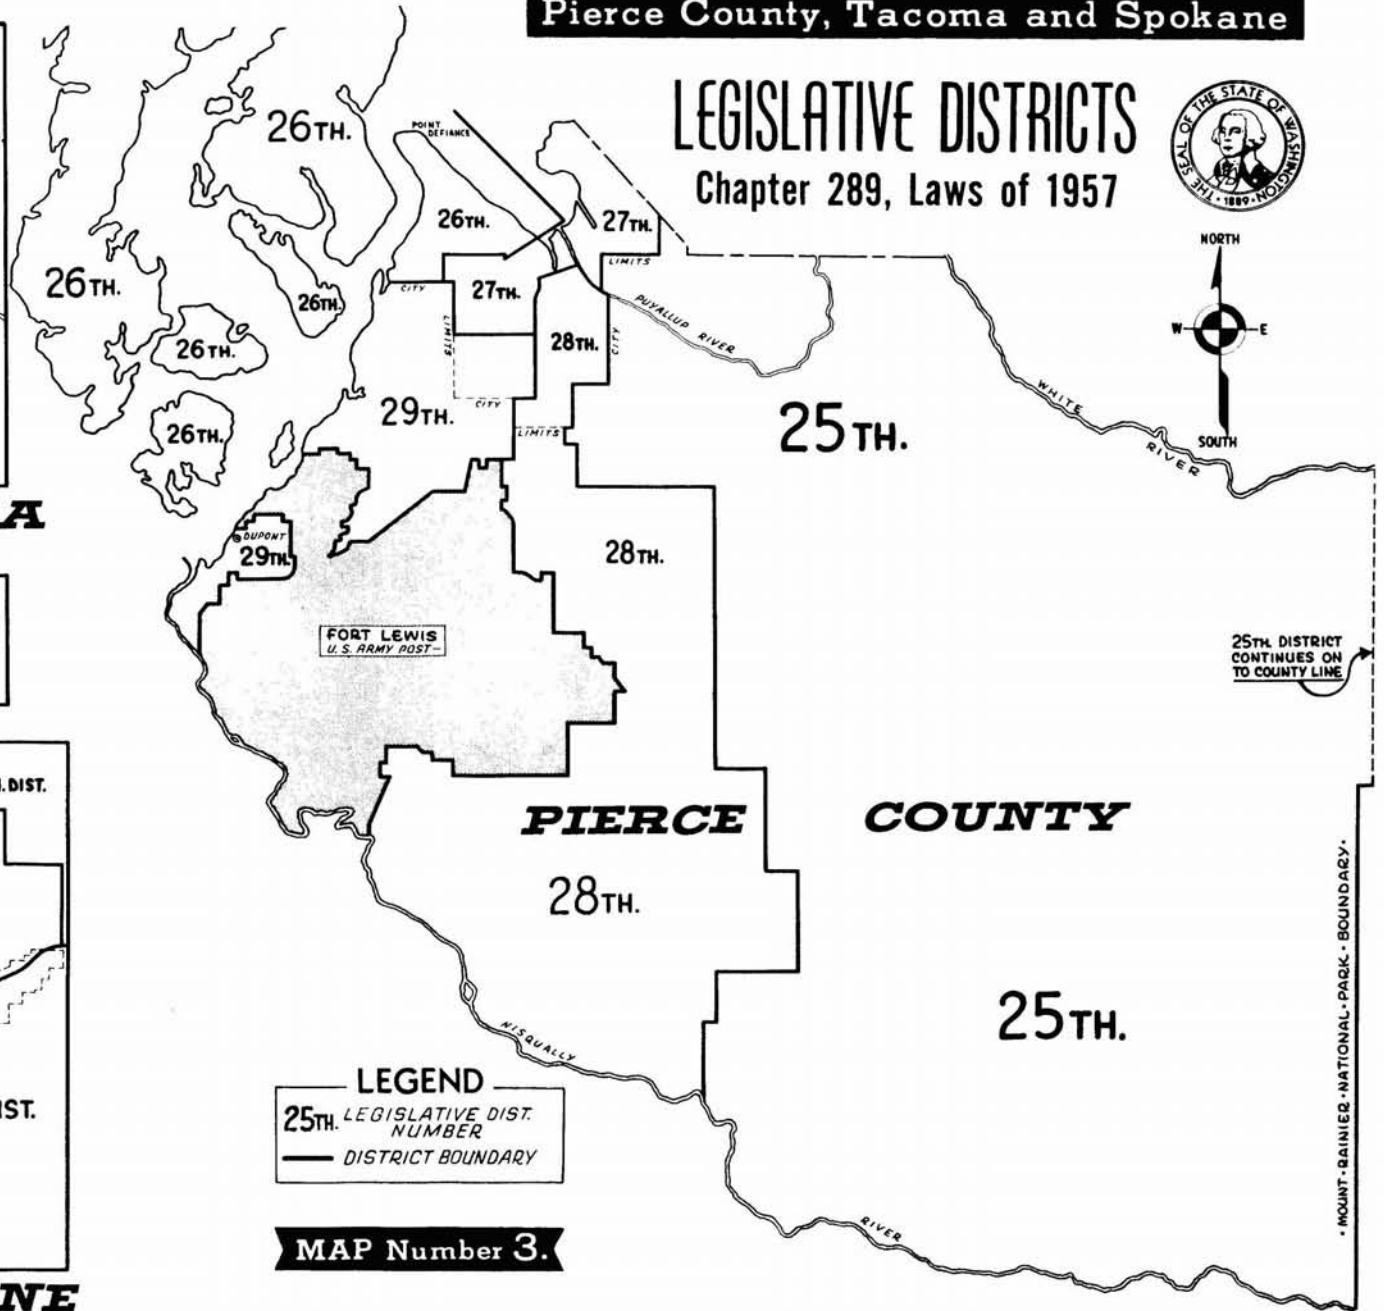 Pierce County, Tacoma and Spokane
LEGISLATIVE DISTRICTS
Chapter 289, Laws of 1957
THE SEAL OF THE STATE OF WASHINGTON
· 1889 ·
NORTH
W
E
SOUTH
26TH.
POINT
DEFIANCE
26TH.
27TH.
LIMITS
26TH.
CITY
27TH.
26TH.
PUYALLUP RIVER
LIMITS
28TH.
CITY
26TH.
WHITE
RIVER
29TH.
CITY
25TH.
26TH.
LIMITS
A
DUPONT
29TH.
28TH.
FORT LEWIS
U. S. ARMY POST-
25TH. DISTRICT
CONTINUES ON
TO COUNTY LINE
. DIST.
PIERCE COUNTY
28TH.
25TH.
NISQUALLY
RIVER
· MOUNT · RAINIER · NATIONAL · PARK · BOUNDARY ·
IST.
LEGEND
25TH. LEGISLATIVE DIST.
NUMBER
DISTRICT BOUNDARY
MAP Number 3.
NE